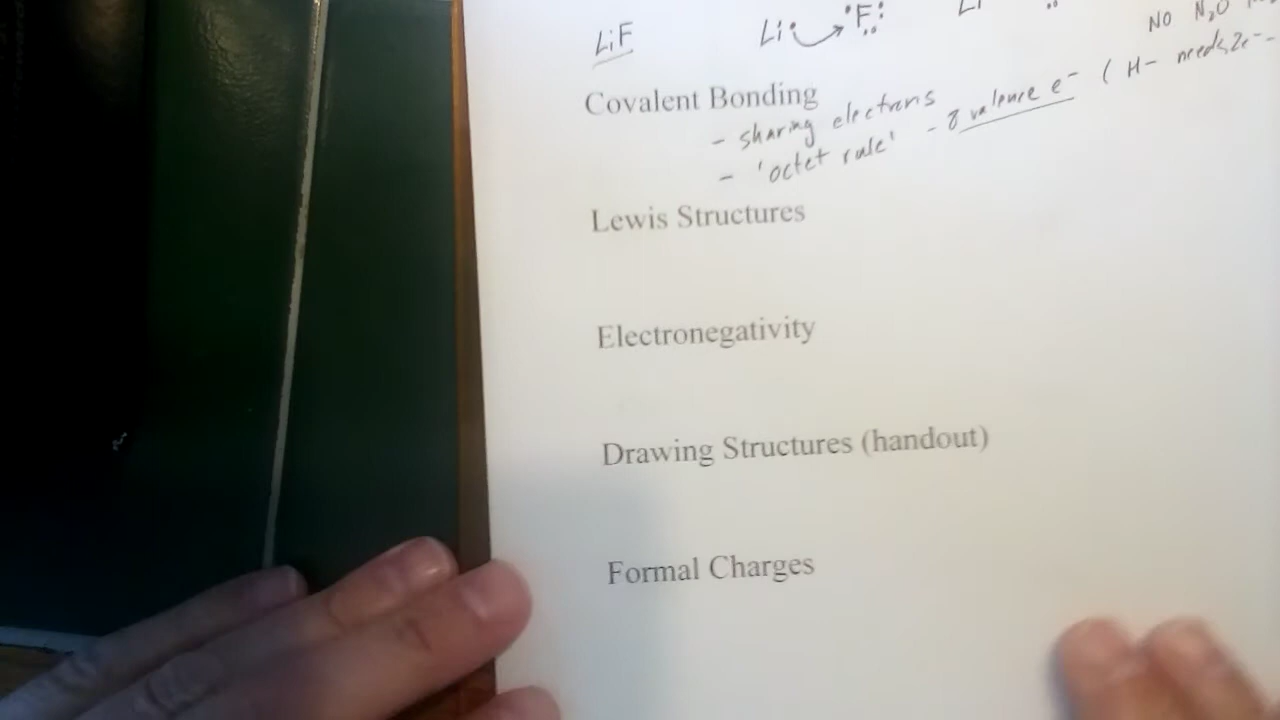 LiF Li F Li NO N₂O
Covalent Bonding
- sharing electrons
- 'octet rule' - 8 valence e⁻ ( H- needs 2e⁻
Lewis Structures
Electronegativity
Drawing Structures (handout)
Formal Charges